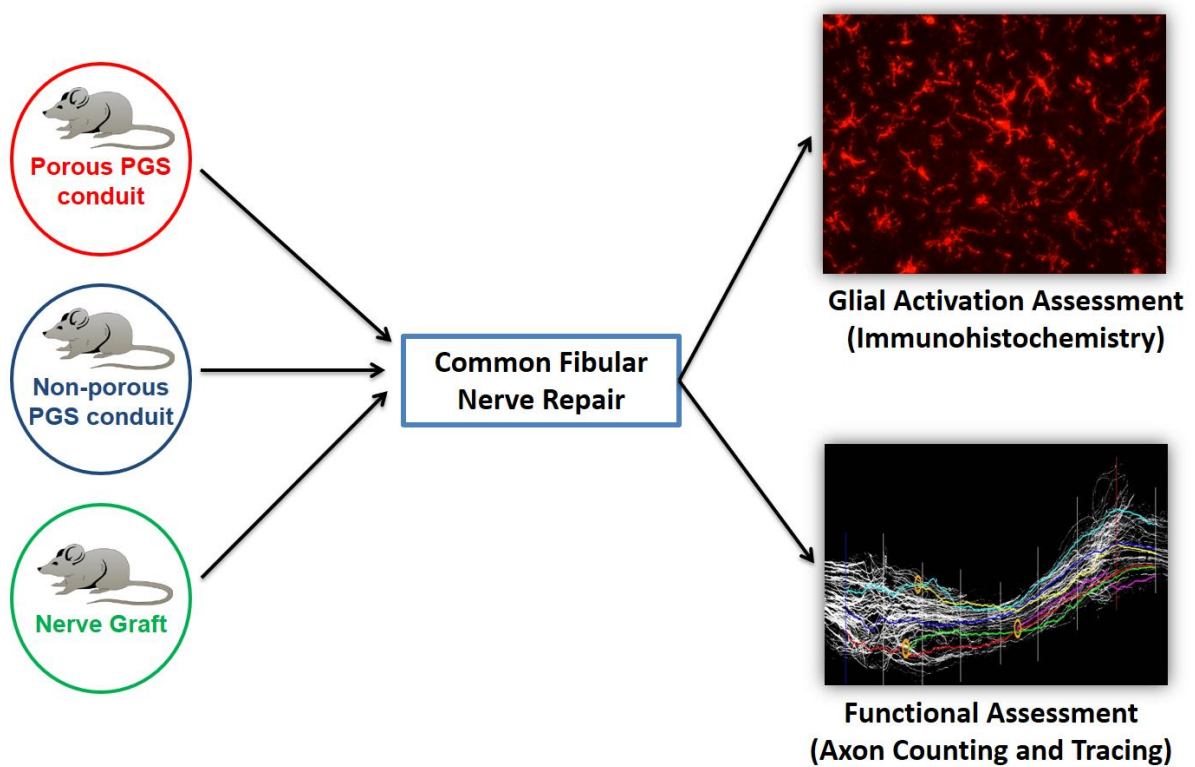 Porous PGS
conduit
Non-porous
PGS conduit
Nerve Graft
Common Fibular
Nerve Repair
Glial Activation Assessment
(Immunohistochemistry)
Functional Assessment
(Axon Counting and Tracing)